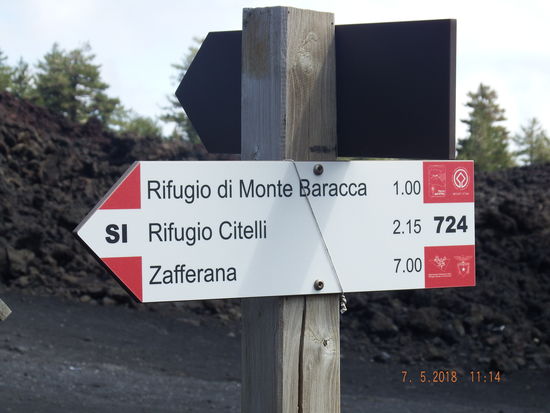 Rifugio di Monte Baracca 1.00
SI Rifugio Citelli 2.15 724
Zafferana 7.00
7. 5.2018 11:14